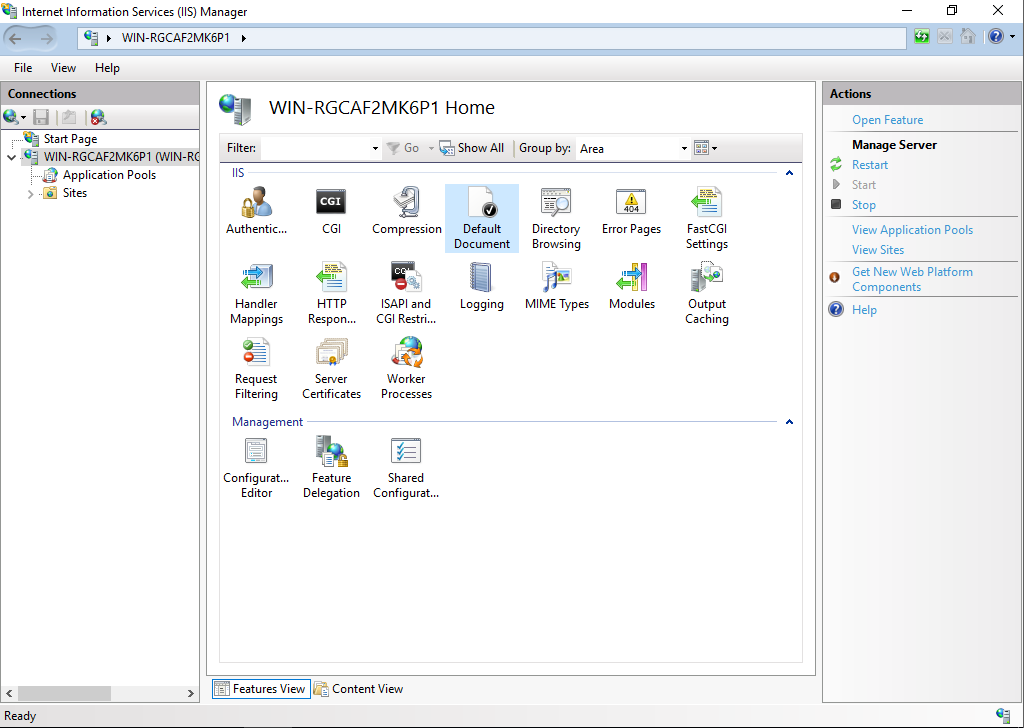 Internet Information Services (IIS) Manager
WIN-RGCAF2MK6P1
File View Help
Connections
Start Page
WIN-RGCAF2MK6P1 (WIN-RG
Application Pools
Sites
WIN-RGCAF2MK6P1 Home
Filter: Go Show All Group by: Area
IIS
Authentic...
CGI
CGI
Compression
Default
Document
Directory
Browsing
404
Error Pages
FastCGI
Settings
Handler
Mappings
HTTP
Respon...
ISAPI and
CGI Restri...
Logging
MIME Types
Modules
Output
Caching
Request
Filtering
Server
Certificates
Worker
Processes
Management
Configurat...
Editor
Feature
Delegation
Shared
Configurat...
Features View
Content View
Actions
Open Feature
Manage Server
Restart
Start
Stop
View Application Pools
View Sites
Get New Web Platform
Components
Help
Ready